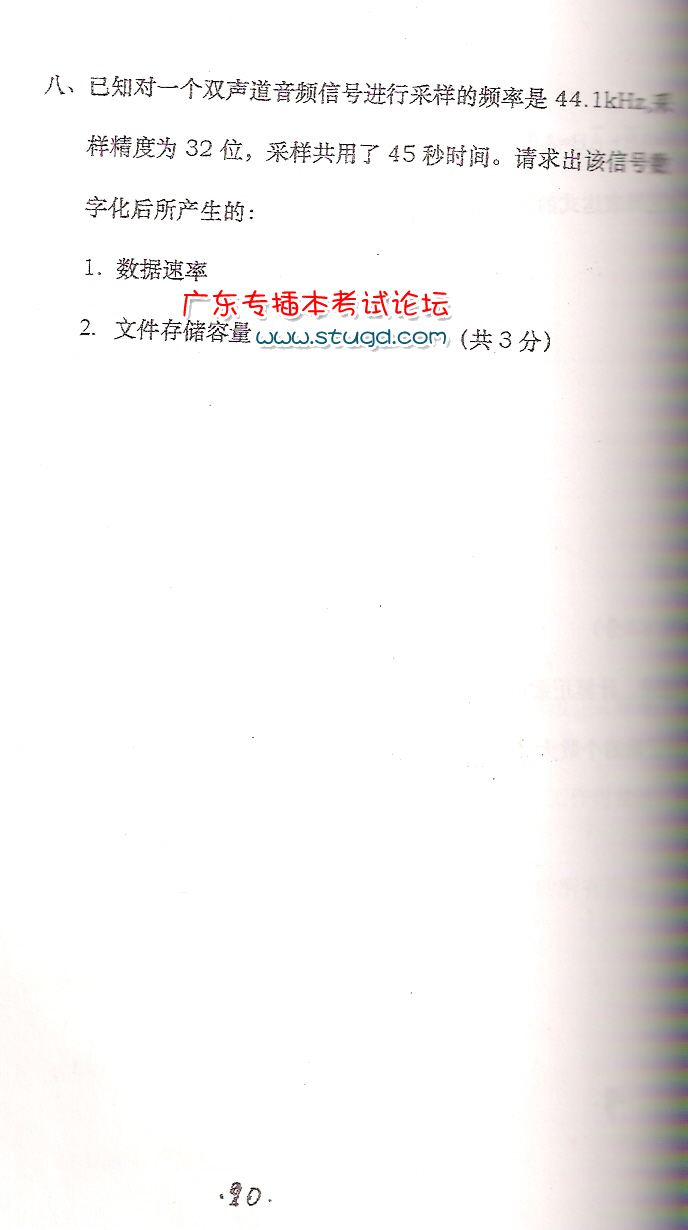 八、已知对一个双声道音频信号进行采样的频率是 44.1kHz,采
样精度为 32 位，采样共用了 45 秒时间。请求出该信号数
字化后所产生的：
1. 数据速率
广东专插本考试论坛
2. 文件存储容量 www.stugd.com （共 3 分）
·90·